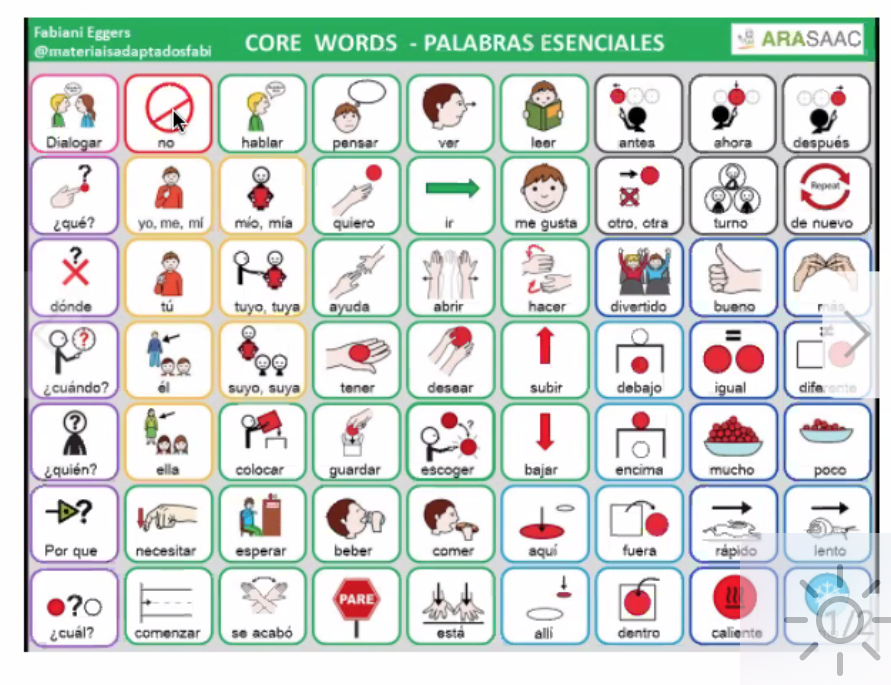 Fabiani Eggers
@materiaisadaptadosfabi
CORE WORDS - PALABRAS ESENCIALES
ARASAAC
Dialogar no hablar pensar ver leer antes ahora después
Repeat
¿qué? yo, me, mí mío, mía quiero ir me gusta otro, otra turno de nuevo
dónde tú tuyo, tuya ayuda abrir hacer divertido bueno más
¿cuándo? él suyo, suya tener desear subir debajo igual diferente
¿quién? ella colocar guardar escoger bajar encima mucho poco
Por que necesitar esperar beber comer aquí fuera rápido lento
PARE
¿cuál? comenzar se acabó está allí dentro caliente
1/2